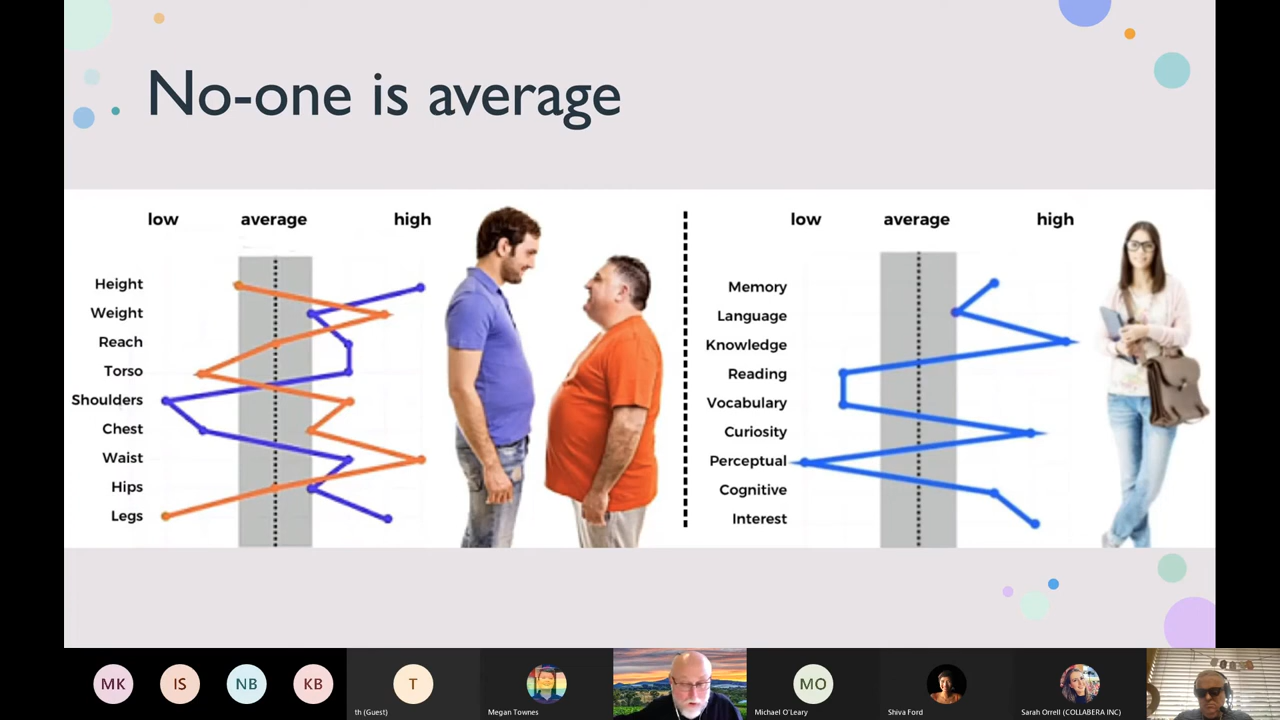 No-one is average
low average high
Height
Weight
Reach
Torso
Shoulders
Chest
Waist
Hips
Legs
low average high
Memory
Language
Knowledge
Reading
Vocabulary
Curiosity
Perceptual
Cognitive
Interest
MK IS NB KB T MO
th (Guest)
Megan Towne
Michael O'Leary
Shiva Ford
Sarah Orrell (COLLABERA INC)